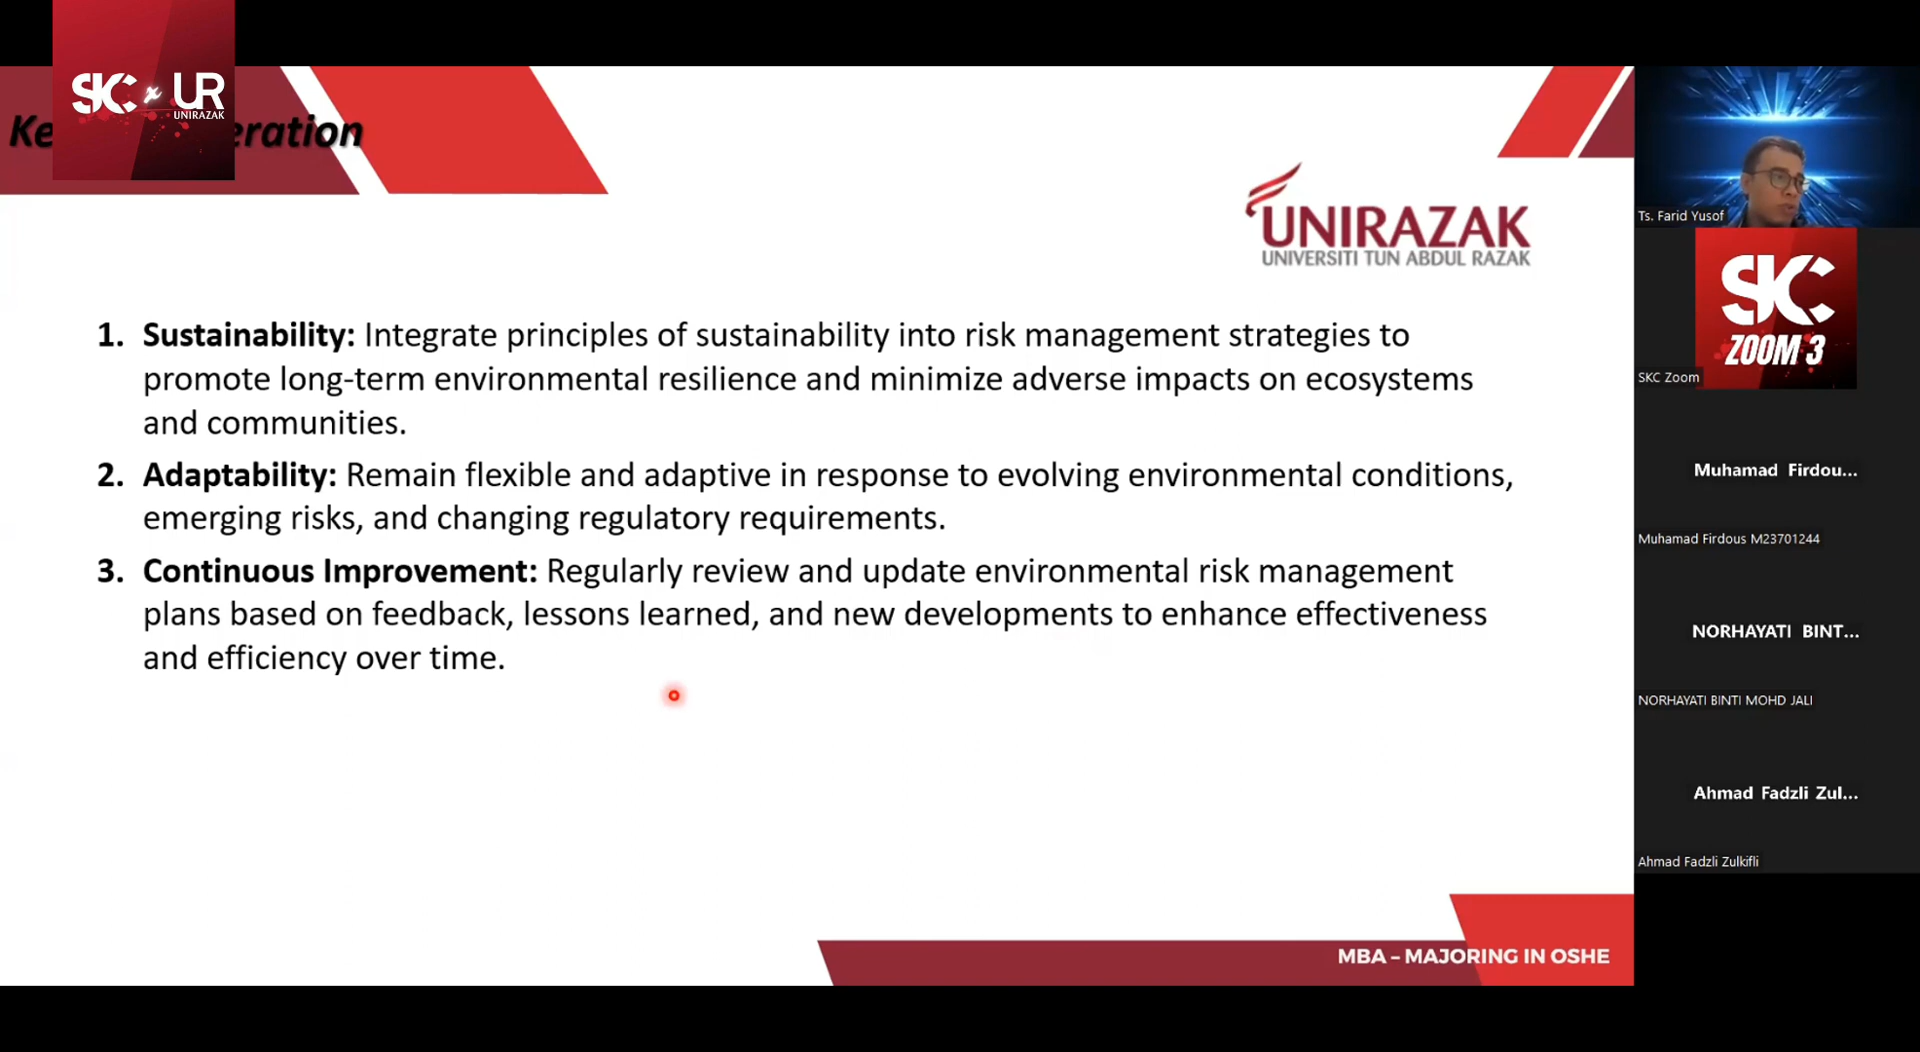 SKC x UR
UNIRAZAK
Ke eration
UNIRAZAK
UNIVERSITI TUN ABDUL RAZAK
1. Sustainability: Integrate principles of sustainability into risk management strategies to
promote long-term environmental resilience and minimize adverse impacts on ecosystems
and communities.
2. Adaptability: Remain flexible and adaptive in response to evolving environmental conditions,
emerging risks, and changing regulatory requirements.
3. Continuous Improvement: Regularly review and update environmental risk management
plans based on feedback, lessons learned, and new developments to enhance effectiveness
and efficiency over time.
MBA – MAJORING IN OSHE
Ts. Farid Yusof
SKC
ZOOM 3
SKC Zoom
Muhamad Firdou...
Muhamad Firdous M23701244
NORHAYATI BINT...
NORHAYATI BINTI MOHD JALI
Ahmad Fadzli Zul...
Ahmad Fadzli Zulkifli